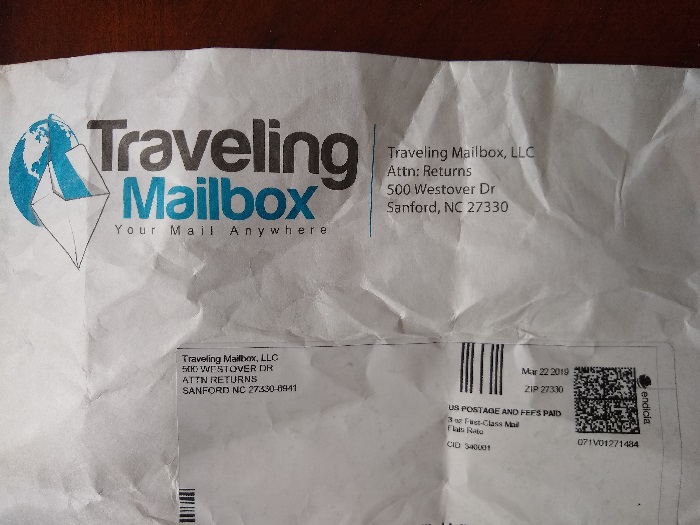 Traveling
Mailbox
Your Mail Anywhere
Traveling Mailbox, LLC
Attn: Returns
500 Westover Dr
Sanford, NC 27330
Traveling Mailbox, LLC
500 WESTOVER DR
ATTN RETURNS
SANFORD NC 27330-8941
Mar 22 2019
ZIP 27330
US POSTAGE AND FEES PAID
3 oz First-Class Mail
Flats Rate
CID: 340001
071V01271484
endicia